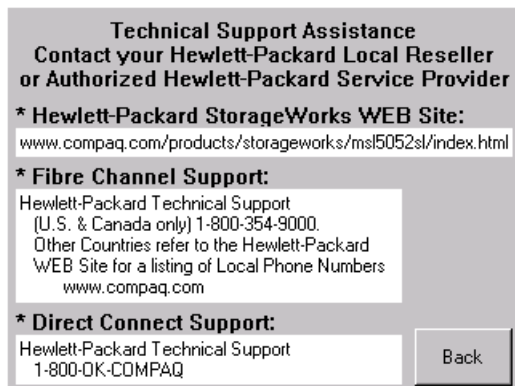 Technical Support Assistance
Contact your Hewlett-Packard Local Reseller
or Authorized Hewlett-Packard Service Provider
* Hewlett-Packard StorageWorks WEB Site:
www.compaq.com/products/storageworks/msl5052sl/index.html
* Fibre Channel Support:
Hewlett-Packard Technical Support
(U.S. & Canada only) 1-800-354-9000.
Other Countries refer to the Hewlett-Packard
WEB Site for a listing of Local Phone Numbers
www.compaq.com
* Direct Connect Support:
Hewlett-Packard Technical Support
1-800-OK-COMPAQ
Back